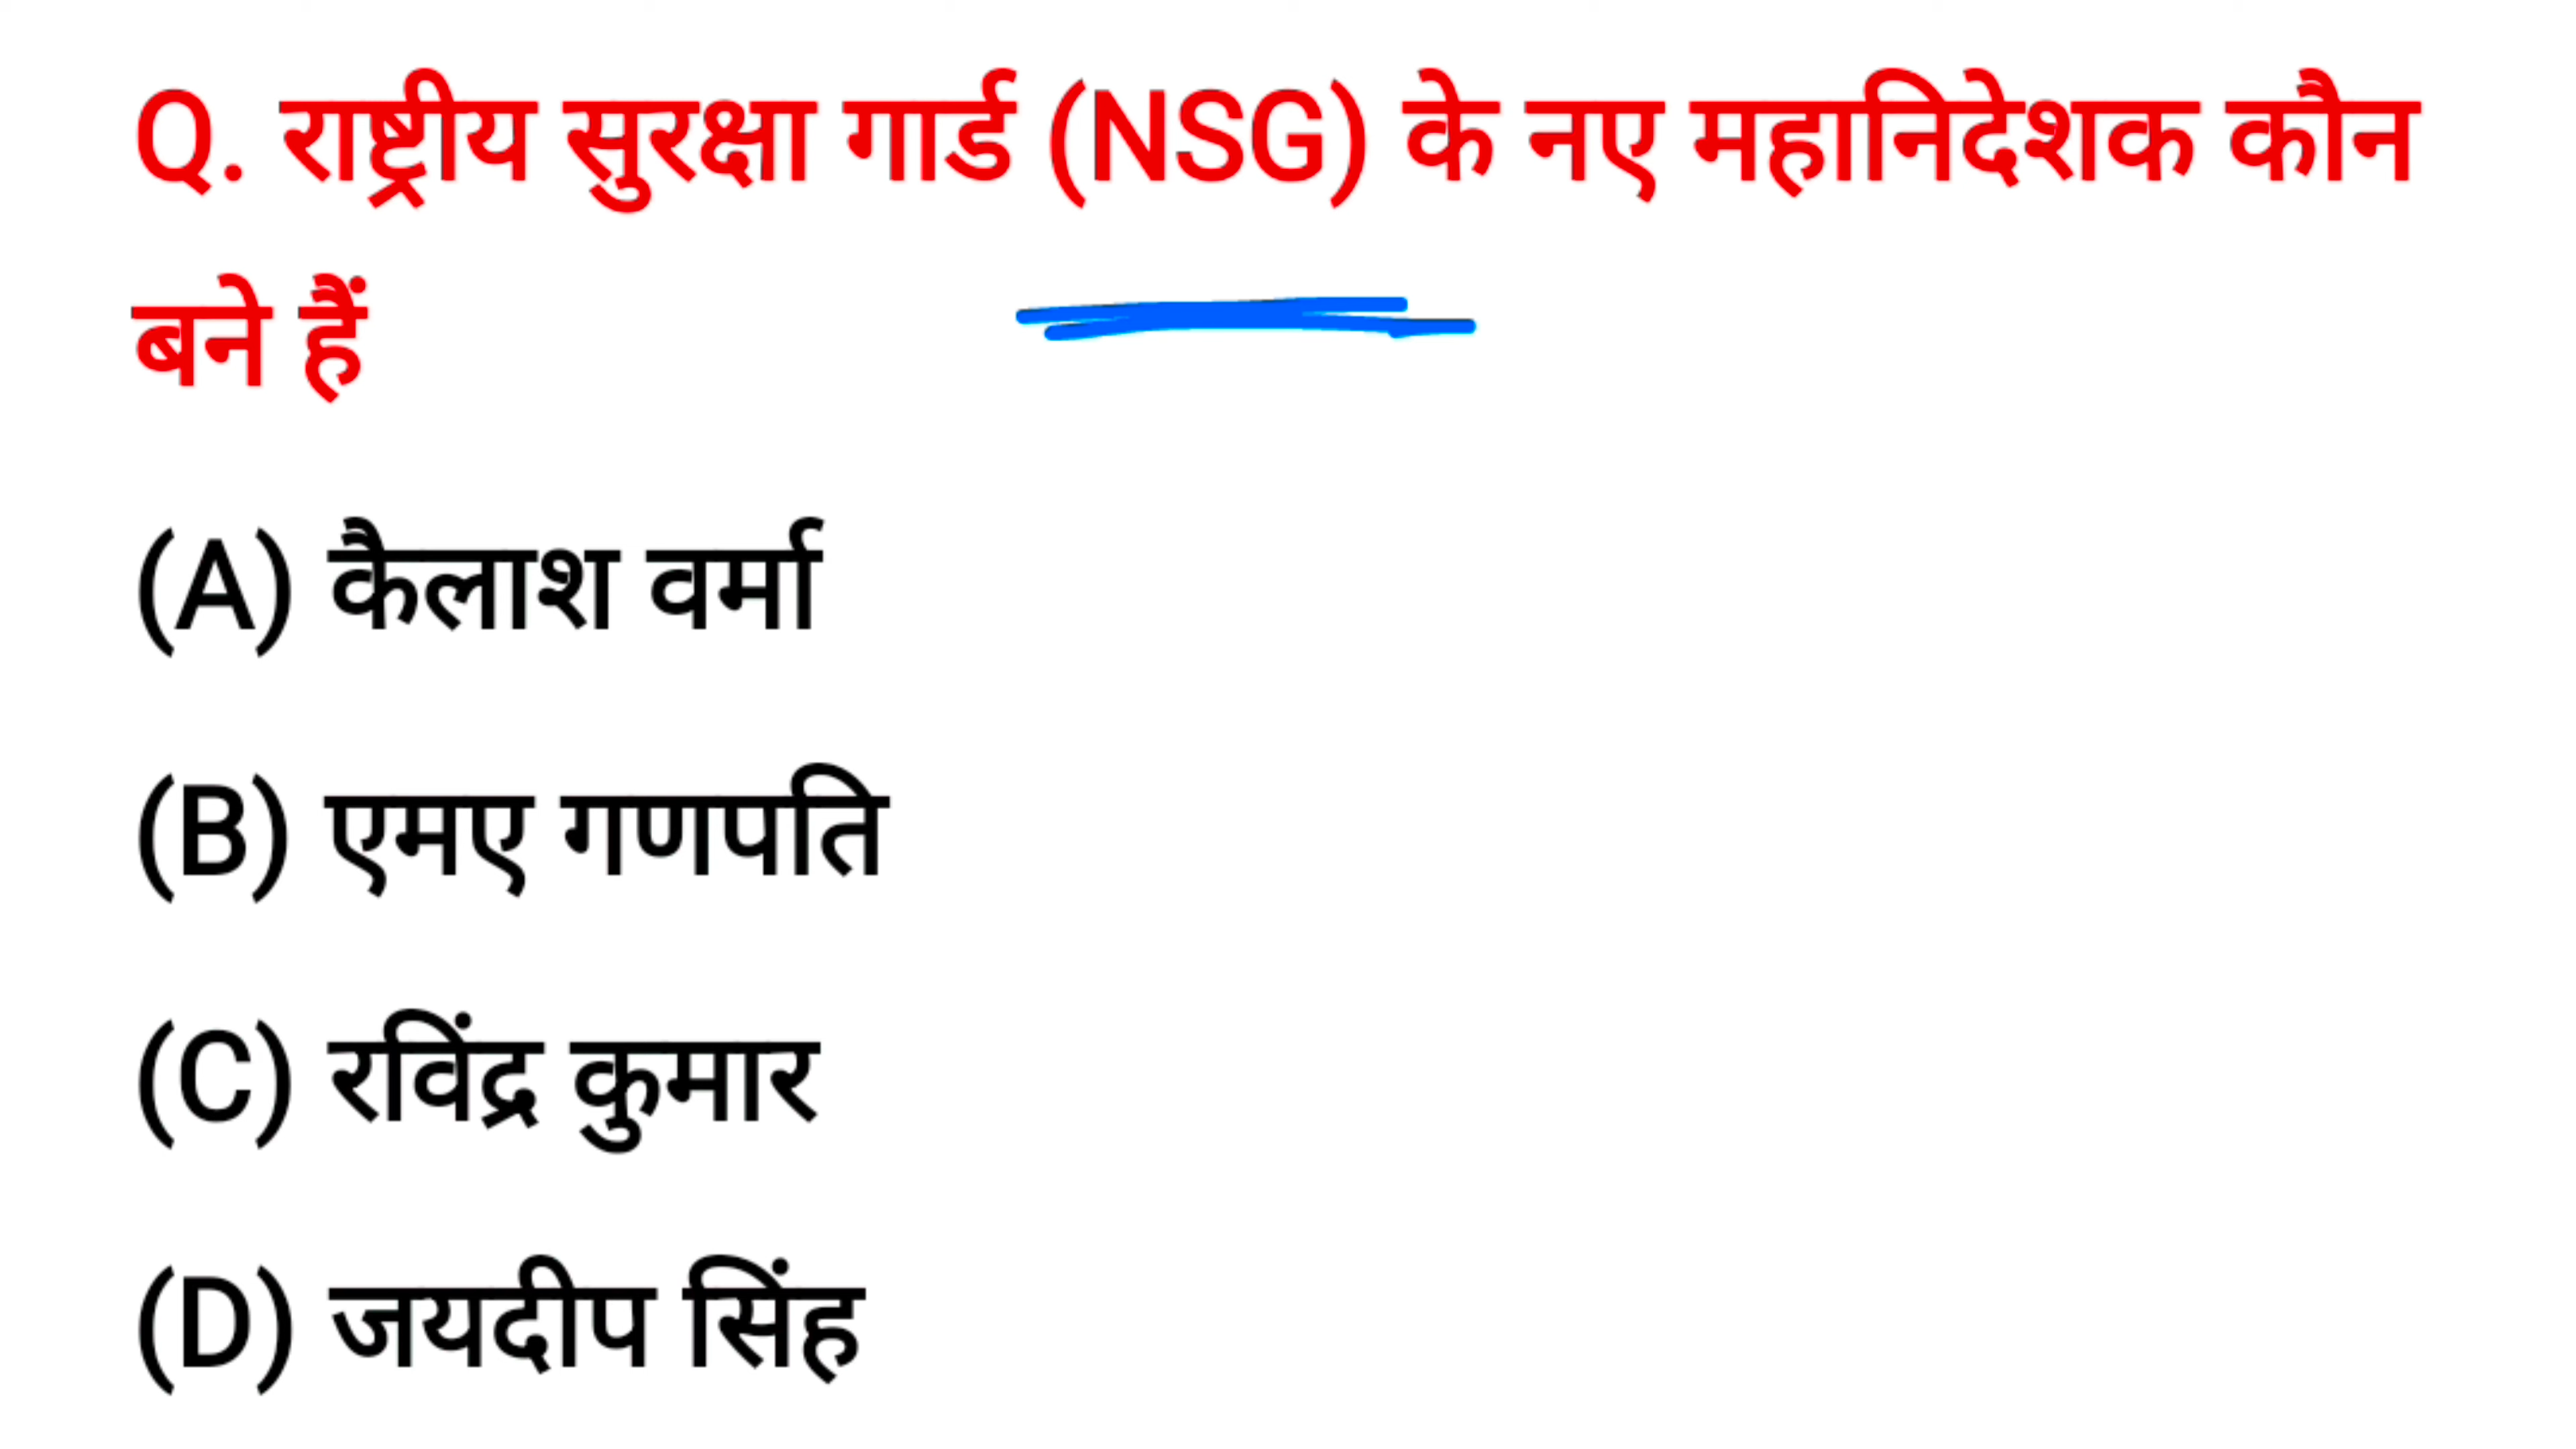 Q. राष्ट्रीय सुरक्षा गार्ड (NSG) के नए महानिदेशक कौन
बने हैं
(A) कैलाश वर्मा
(B) एमए गणपति
(C) रविंद्र कुमार
(D) जयदीप सिंह